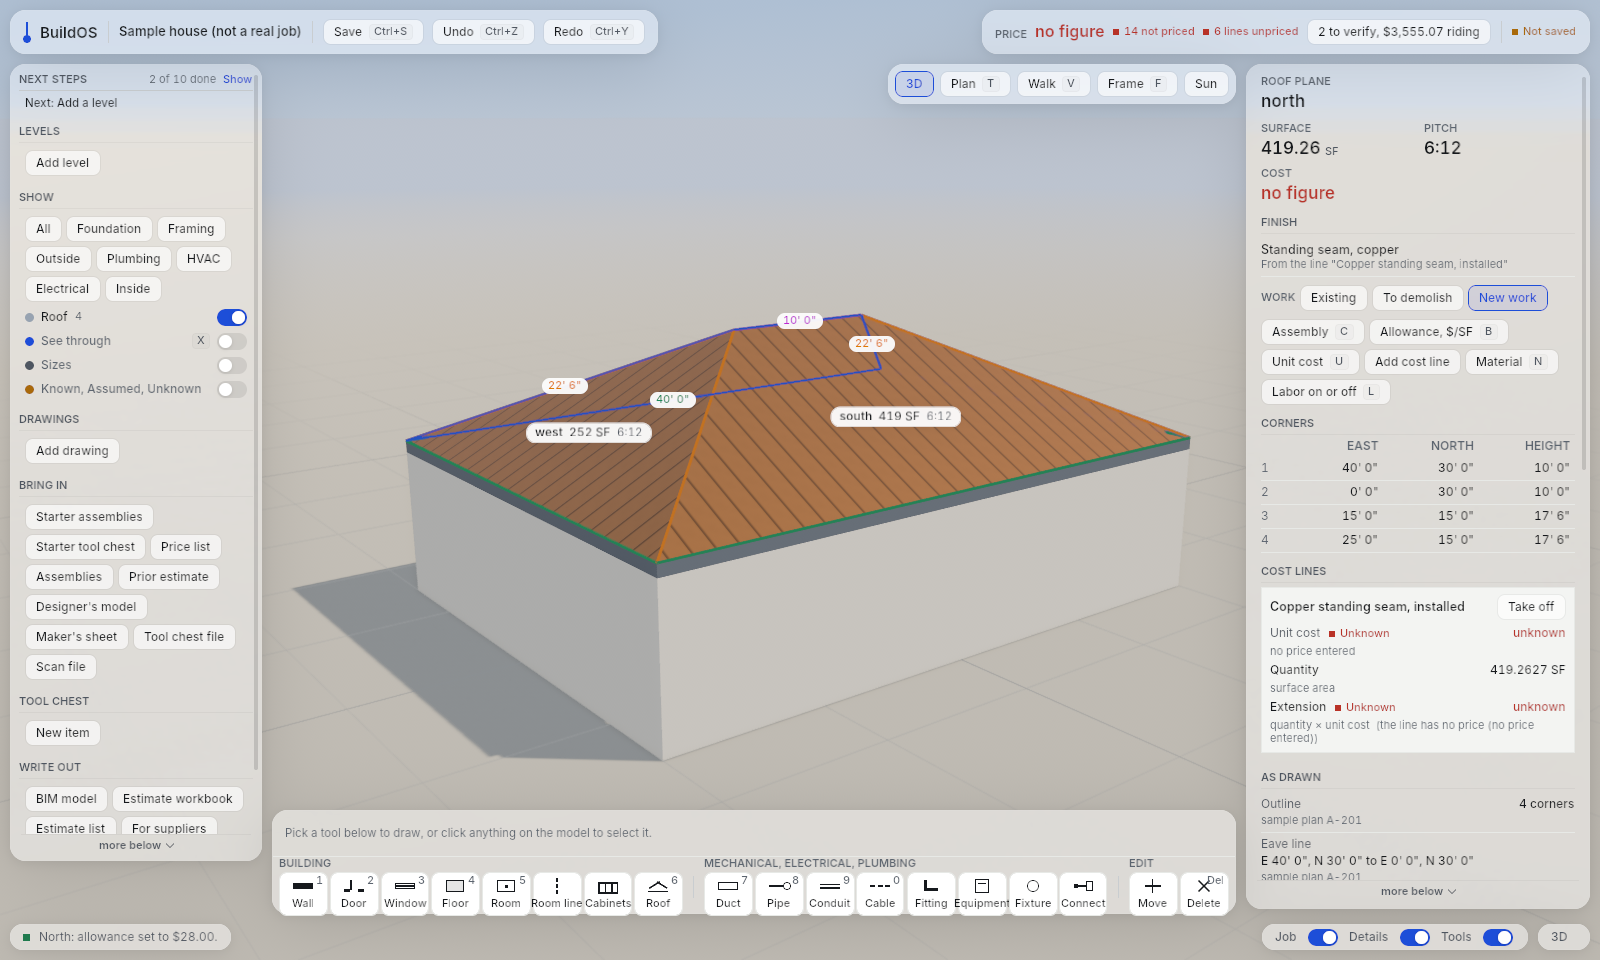 BuildOS
Sample house (not a real job)
Save Ctrl+S
Undo Ctrl+Z
Redo Ctrl+Y
PRICE no figure
14 not priced
6 lines unpriced
2 to verify, $3,555.07 riding
Not saved
NEXT STEPS 2 of 10 done Show
Next: Add a level
LEVELS
Add level
SHOW
All Foundation Framing
Outside Plumbing HVAC
Electrical Inside
Roof 4
See through X
Sizes
Known, Assumed, Unknown
DRAWINGS
Add drawing
BRING IN
Starter assemblies
Starter tool chest Price list
Assemblies Prior estimate
Designer's model
Maker's sheet Tool chest file
Scan file
TOOL CHEST
New item
WRITE OUT
BIM model Estimate workbook
Estimate list For suppliers
more below
3D Plan T Walk V Frame F Sun
10' 0"
22' 6"
22' 6"
40' 0"
south 419 SF 6:12
west 252 SF 6:12
Pick a tool below to draw, or click anything on the model to select it.
BUILDING
1 2 3 4 5 6
Wall Door Window Floor Room Room line Cabinets Roof
MECHANICAL, ELECTRICAL, PLUMBING
7 8 9 0
Duct Pipe Conduit Cable Fitting Equipment Fixture Connect
EDIT
Del
Move Delete
ROOF PLANE
north
SURFACE PITCH
419.26 SF 6:12
COST
no figure
FINISH
Standing seam, copper
From the line "Copper standing seam, installed"
WORK Existing To demolish New work
Assembly C Allowance, $/SF B
Unit cost U Add cost line Material N
Labor on or off L
CORNERS
EAST NORTH HEIGHT
1 40' 0" 30' 0" 10' 0"
2 0' 0" 30' 0" 10' 0"
3 15' 0" 15' 0" 17' 6"
4 25' 0" 15' 0" 17' 6"
COST LINES
Copper standing seam, installed Take off
Unit cost Unknown unknown
no price entered
Quantity 419.2627 SF
surface area
Extension Unknown unknown
quantity × unit cost (the line has no price (no price
entered))
AS DRAWN
Outline 4 corners
sample plan A-201
Eave line
E 40' 0", N 30' 0" to E 0' 0", N 30' 0"
sample plan A-201
more below
North: allowance set to $28.00.
Job Details Tools 3D